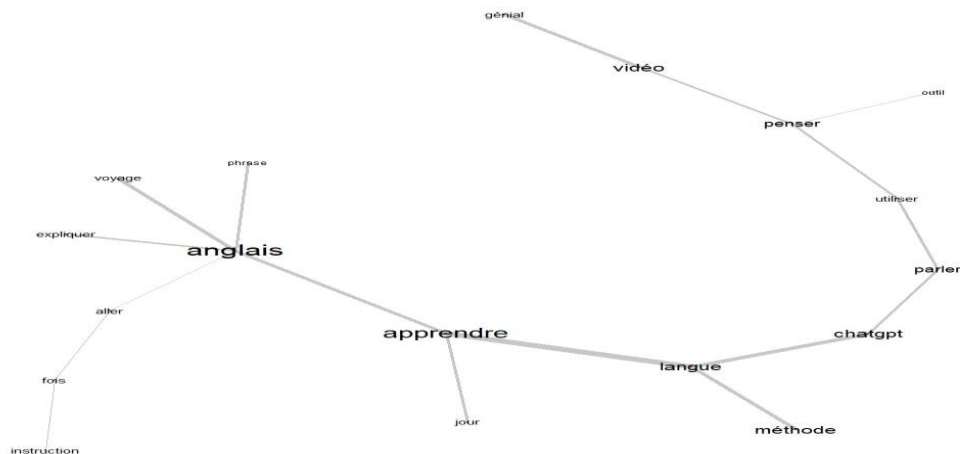 génial
vidéo
outil
penser
phrase
voyage
utiliser
expliquer
anglais
parler
aller
apprendre
chatgpt
langue
fois
jour
méthode
instruction